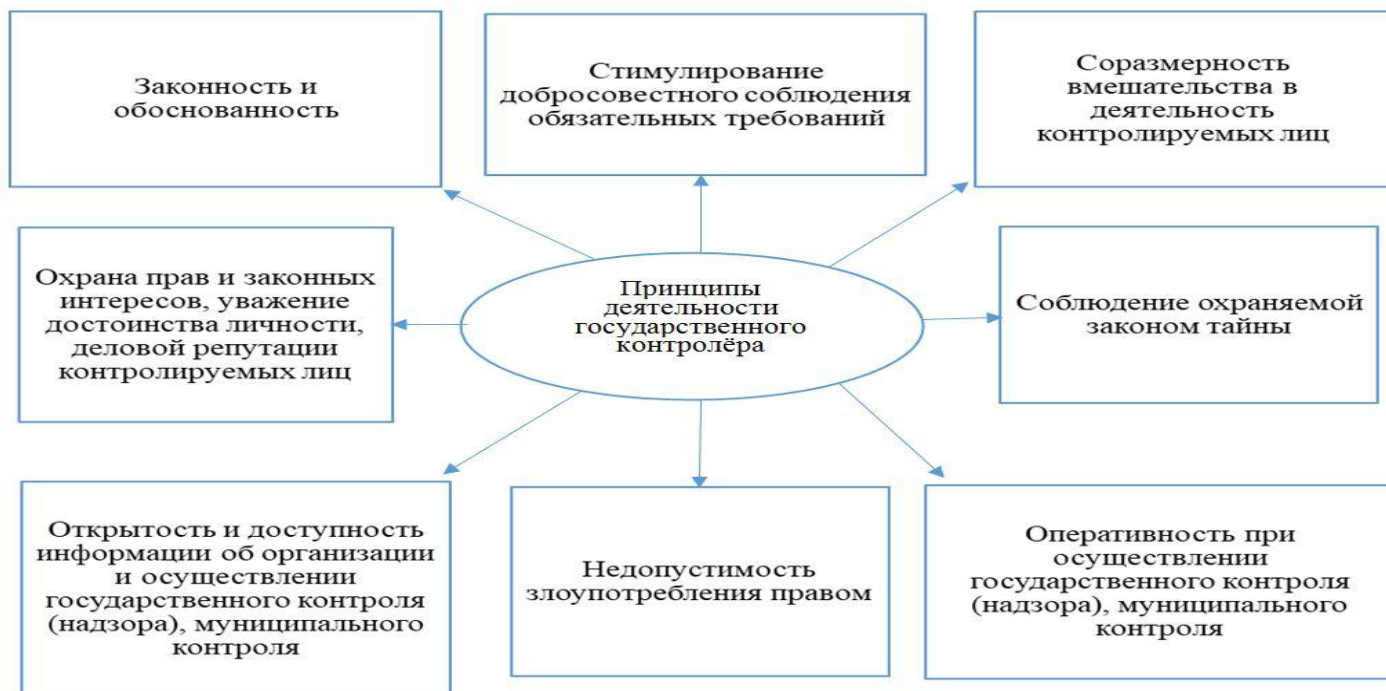 Законность и
обоснованность
Стимулирование
добросовестного соблюдения
обязательных требований
Соразмерность
вмешательства в
деятельность
контролируемых лиц
Охрана прав и законных
интересов, уважение
достоинства личности,
деловой репутации
контролируемых лиц
Принципы
деятельности
государственного
контролёра
Соблюдение охраняемой
законом тайны
Открытость и доступность
информации об организации
и осуществлении
государственного контроля
(надзора), муниципального
контроля
Недопустимость
злоупотребления правом
Оперативность при
осуществлении
государственного контроля
(надзора), муниципального
контроля